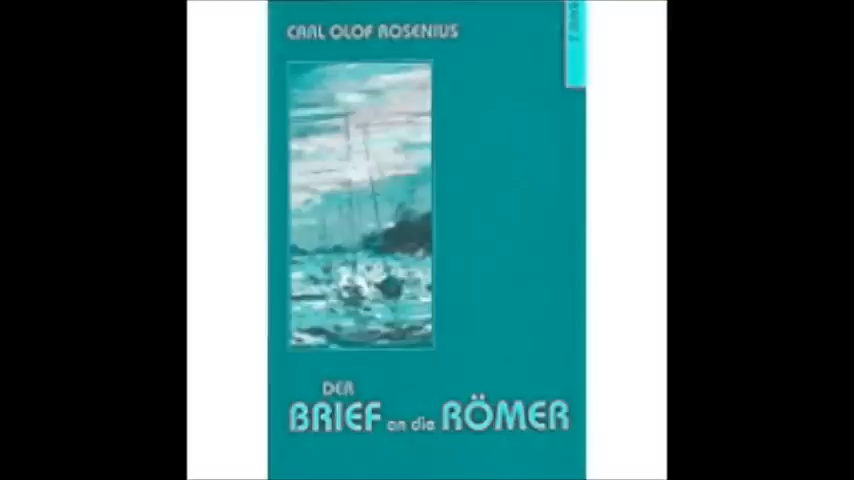 CARL OLOF ROSENIUS
DER
BRIEF an die RÖMER